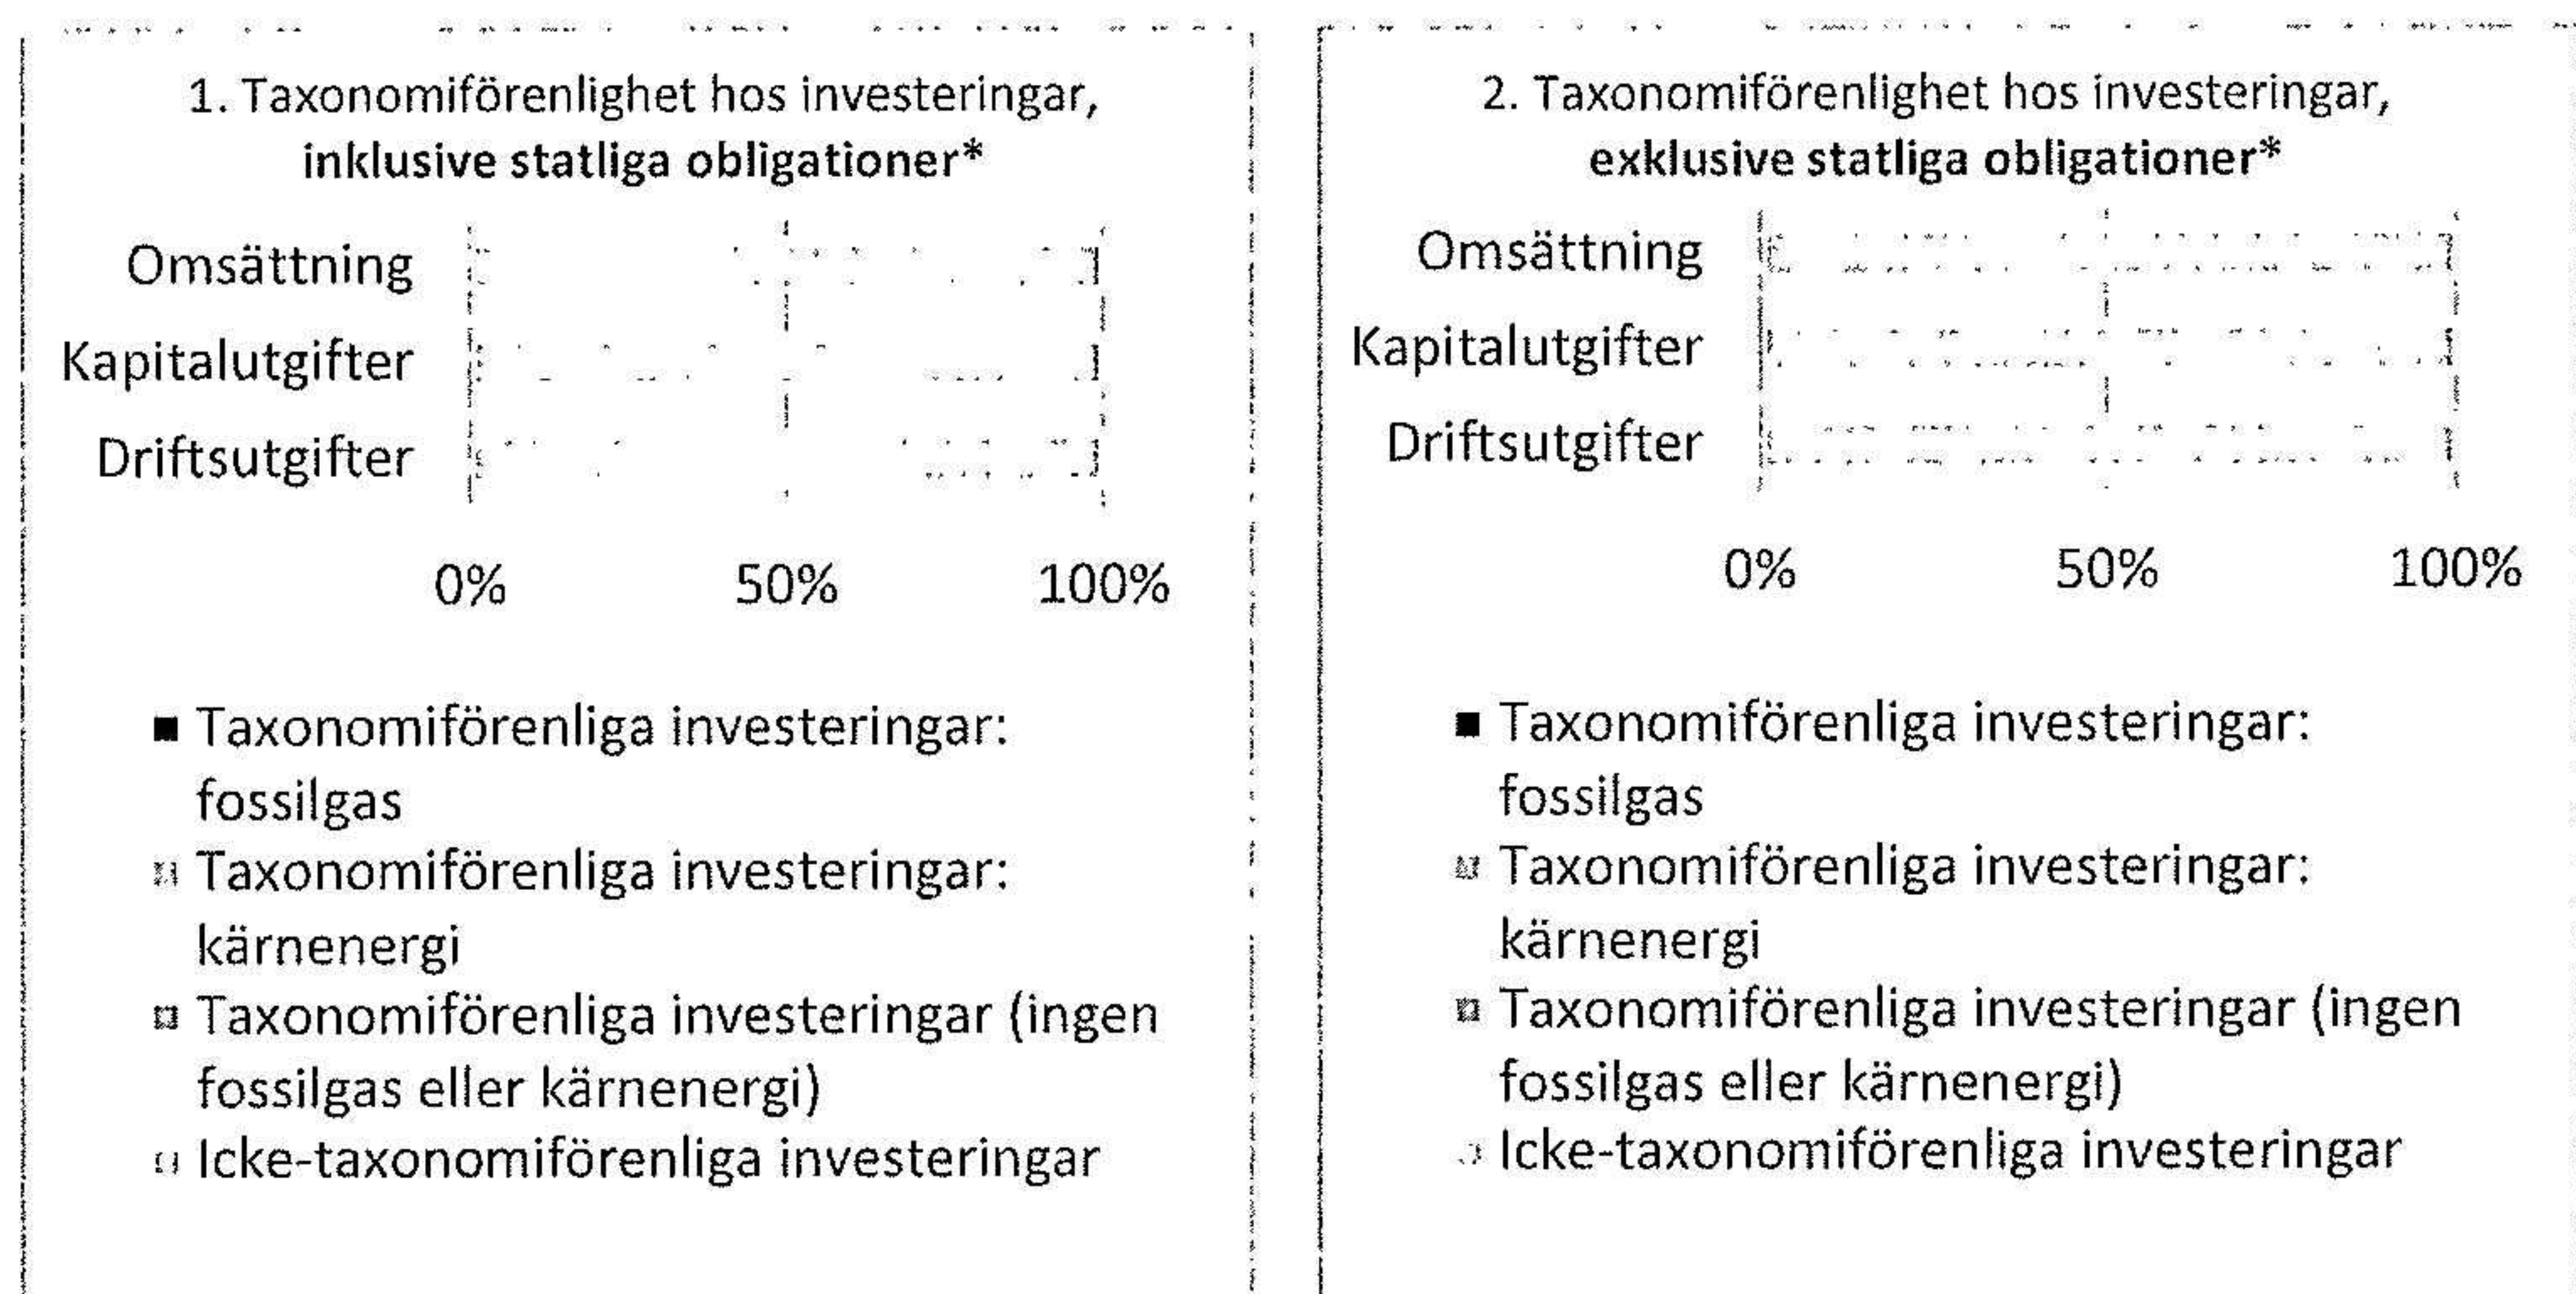 1. Taxonomiförenlighet hos investeringar,
inklusive statliga obligationer*
Omsättning
Kapitalutgifter
Driftsutgifter
0% 50% 100%
Taxonomiförenliga investeringar:
fossilgas
Taxonomiförenliga investeringar:
kärnenergi
Taxonomiförenliga investeringar (ingen
fossilgas eller kärnenergi)
Icke-taxonomiförenliga investeringar
2. Taxonomiförenlighet hos investeringar,
exklusive statliga obligationer*
Omsättning
Kapitalutgifter
Driftsutgifter
0% 50% 100%
Taxonomiförenliga investeringar:
fossilgas
Taxonomiförenliga investeringar:
kärnenergi
Taxonomiförenliga investeringar (ingen
fossilgas eller kärnenergi)
Icke-taxonomiförenliga investeringar